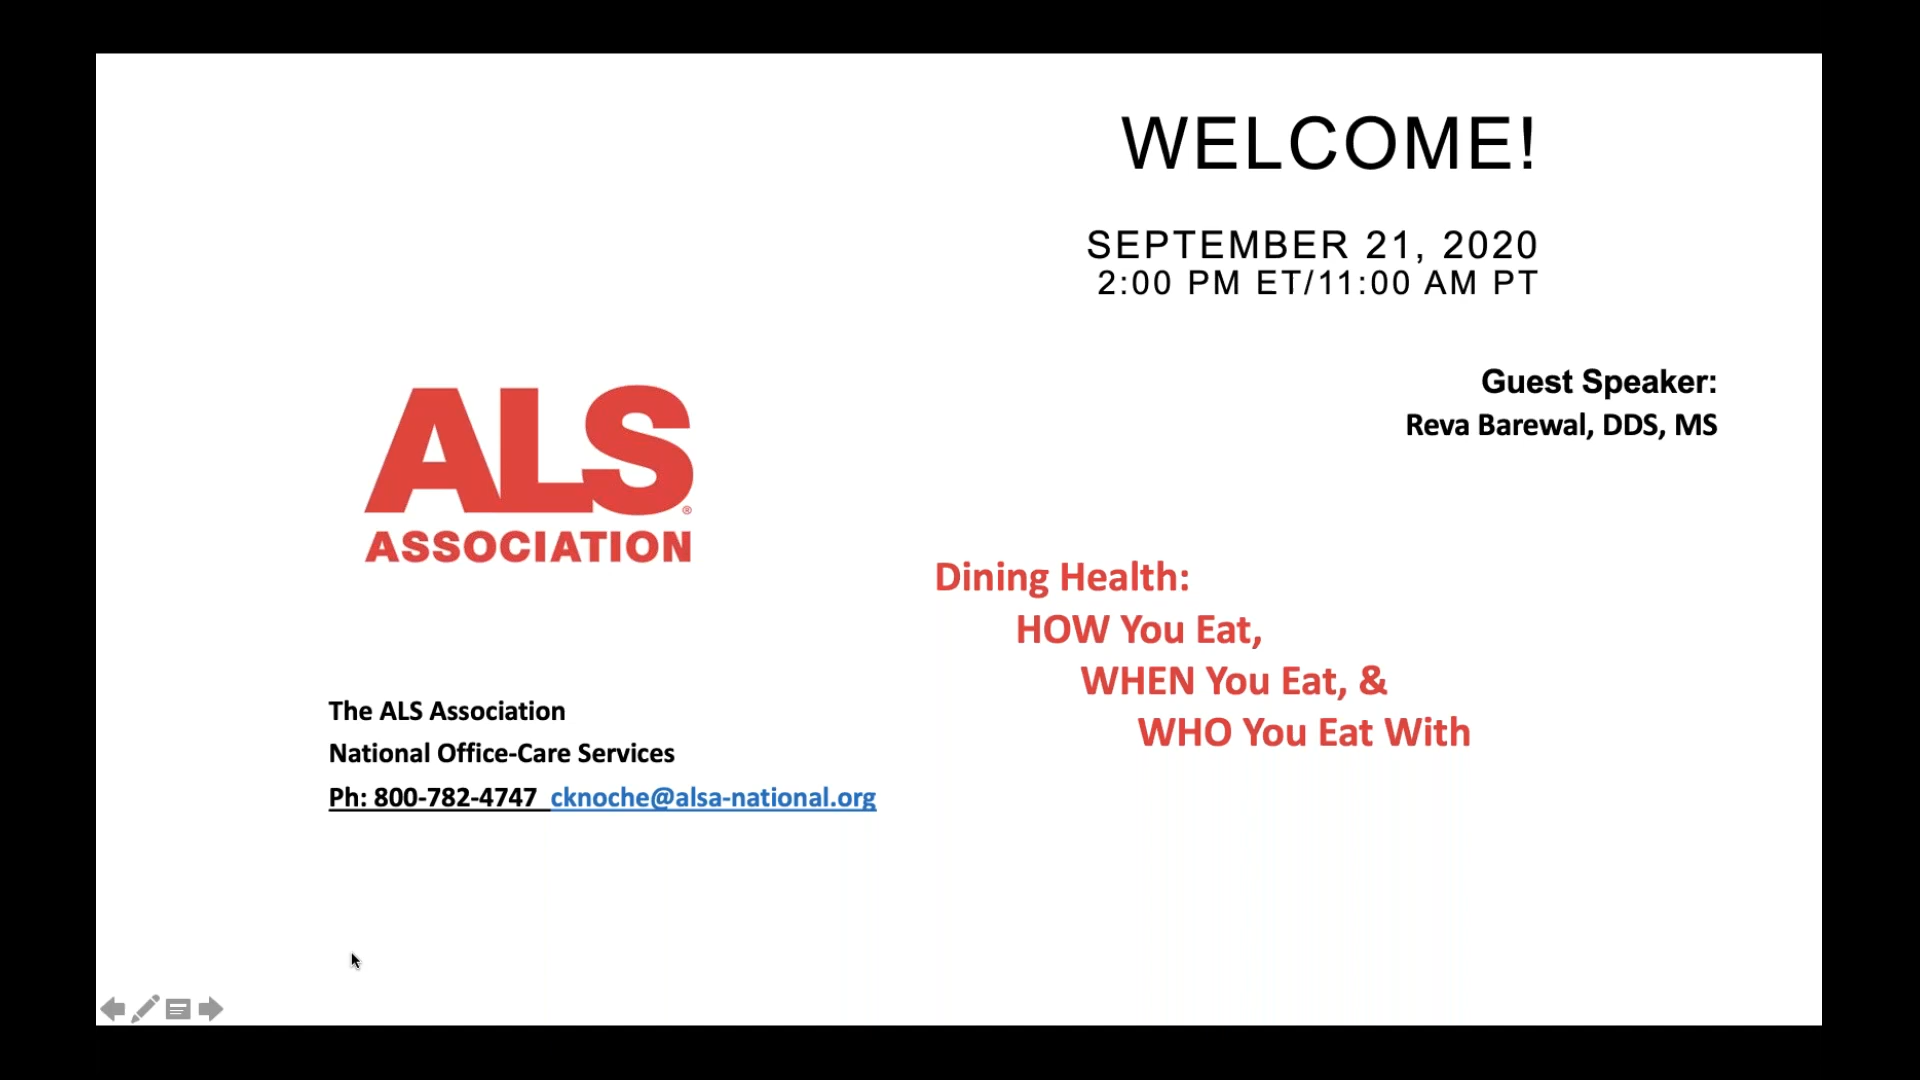 WELCOME!
SEPTEMBER 21, 2020
2:00 PM ET/11:00 AM PT
Guest Speaker:
Reva Barewal, DDS, MS
ALS
®
ASSOCIATION
Dining Health:
HOW You Eat,
WHEN You Eat, &
WHO You Eat With
The ALS Association
National Office-Care Services
Ph: 800-782-4747 cknoche@alsa-national.org